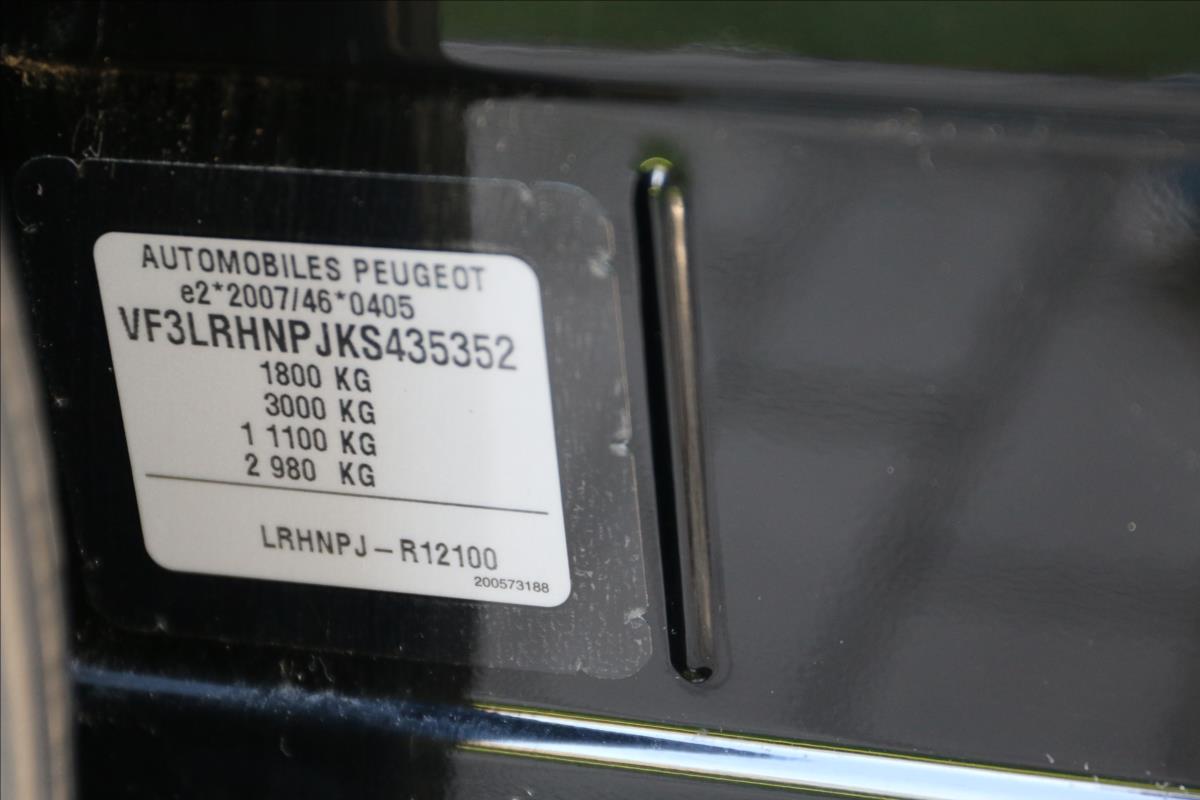 AUTOMOBILES PEUGEOT
e2*2007/46*0405
VF3LRHNPJKS435352
1800 KG
3000 KG
1 1100 KG
2 980 KG
LRHNPJ-R12100
200573188